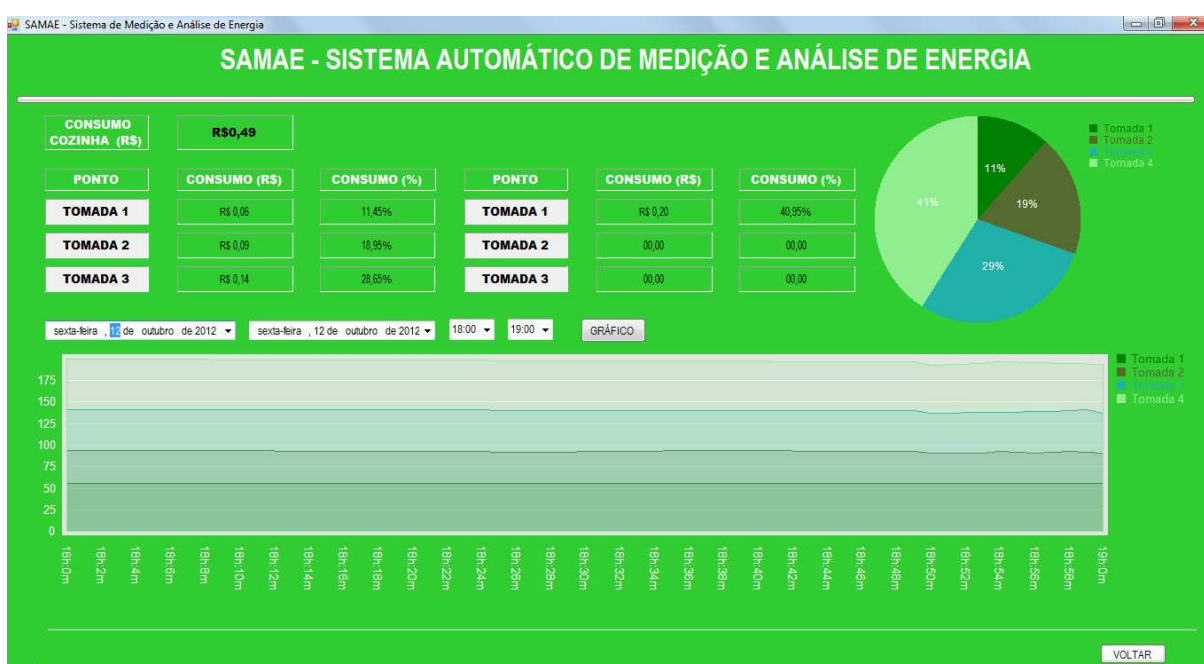 SAMAE - Sistema de Medição e Análise de Energia
SAMAE - SISTEMA AUTOMÁTICO DE MEDIÇÃO E ANÁLISE DE ENERGIA
CONSUMO
COZINHA (R$)
R$0,49
PONTO CONSUMO (R$) CONSUMO (%) PONTO CONSUMO (R$) CONSUMO (%)
TOMADA 1 R$ 0,06 11,45% TOMADA 1 R$ 0,20 40,95%
TOMADA 2 R$ 0,09 18,95% TOMADA 2 00,00 00,00
TOMADA 3 R$ 0,14 28,65% TOMADA 3 00,00 00,00
11%
19%
29%
41%
Tomada 1
Tomada 2
Tomada 3
Tomada 4
sexta-feira , 12 de outubro de 2012 sexta-feira , 12 de outubro de 2012 18:00 19:00 GRÁFICO
175
150
125
100
75
50
25
0
Tomada 1
Tomada 2
Tomada 3
Tomada 4
18h:0m
18h:2m
18h:4m
18h:6m
18h:8m
18h:10m
18h:12m
18h:14m
18h:16m
18h:18m
18h:20m
18h:22m
18h:24m
18h:26m
18h:28m
18h:30m
18h:32m
18h:34m
18h:36m
18h:38m
18h:40m
18h:42m
18h:44m
18h:46m
18h:48m
18h:50m
18h:52m
18h:54m
18h:56m
18h:58m
19h:0m
VOLTAR